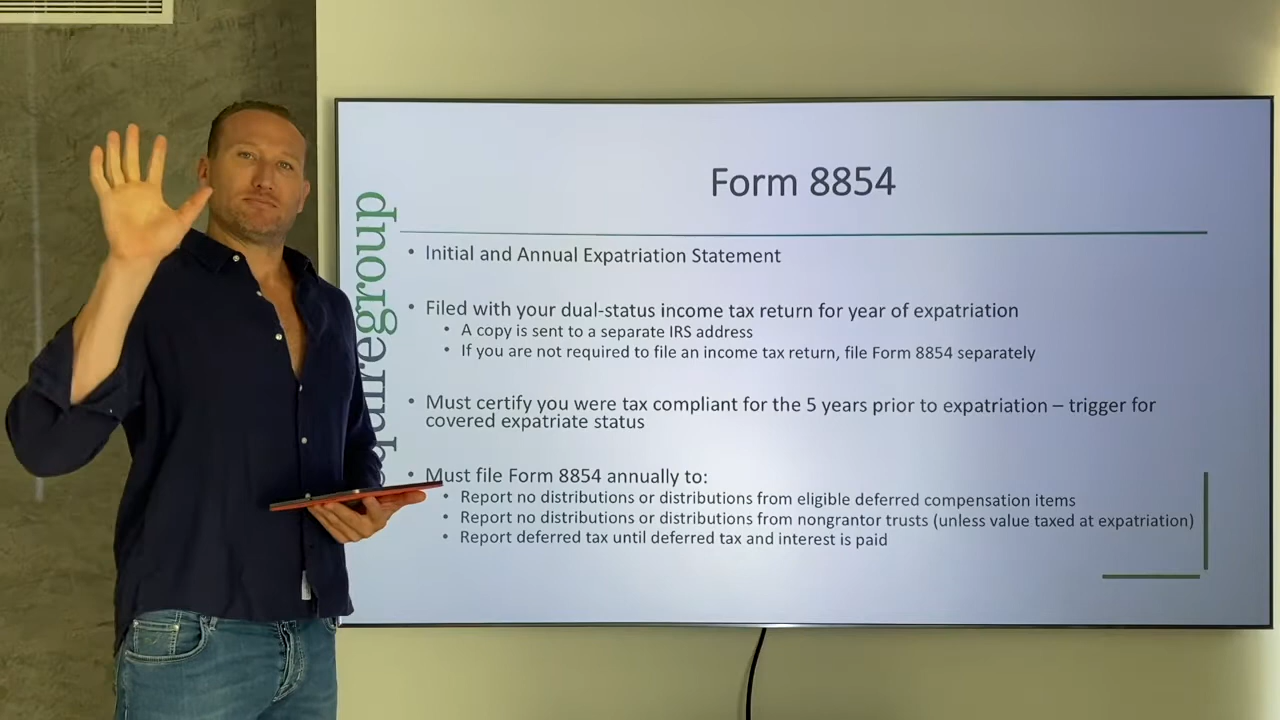 Form 8854
• Initial and Annual Expatriation Statement
• Filed with your dual-status income tax return for year of expatriation
• A copy is sent to a separate IRS address
• If you are not required to file an income tax return, file Form 8854 separately
• Must certify you were tax compliant for the 5 years prior to expatriation – trigger for
covered expatriate status
• Must file Form 8854 annually to:
• Report no distributions or distributions from eligible deferred compensation items
• Report no distributions or distributions from nongrantor trusts (unless value taxed at expatriation)
• Report deferred tax until deferred tax and interest is paid